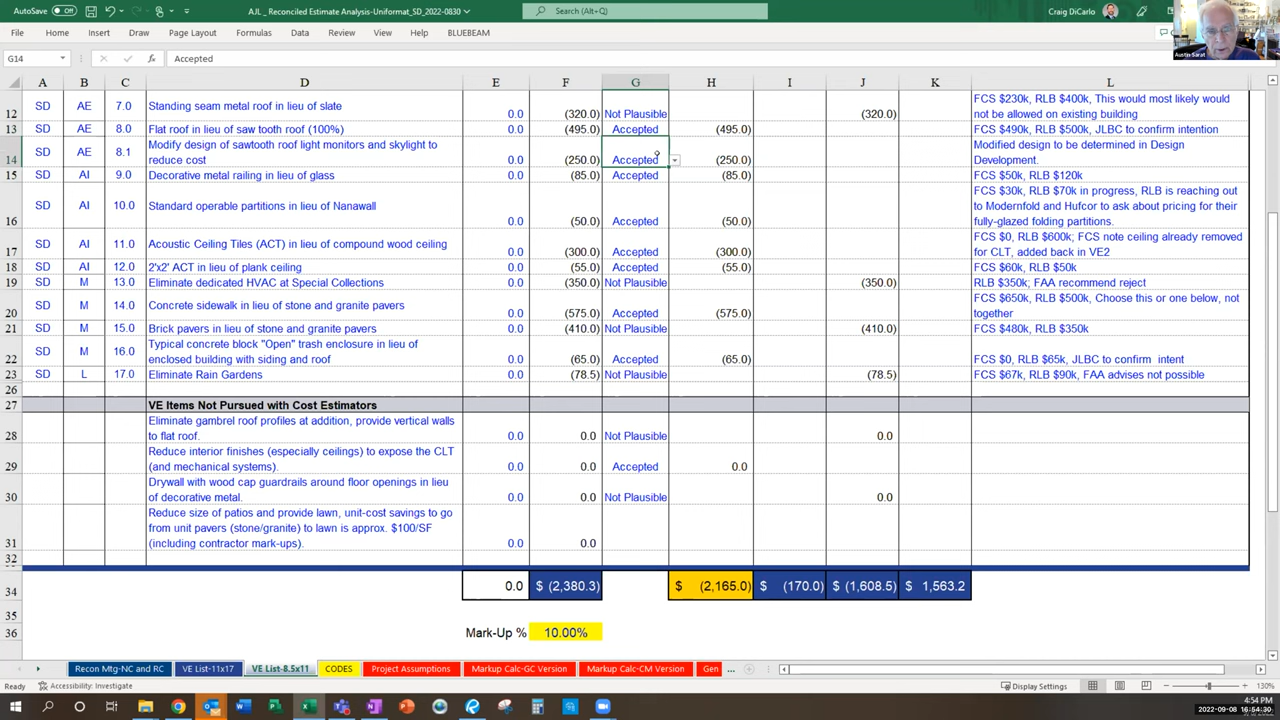 AutoSave Off AJL _ Reconciled Estimate Analysis-Uniformat_SD_2022-0830 Search (Alt+Q) Craig DiCarlo
File Home Insert Draw Page Layout Formulas Data Review View Help BLUEBEAM
Austin Sarat
G14 fx Accepted
A B C D E F G H I J K L
12 SD AE 7.0 Standing seam metal roof in lieu of slate 0.0 (320.0) Not Plausible (320.0) FCS $230k, RLB $400k, This would most likely would
not be allowed on existing building
13 SD AE 8.0 Flat roof in lieu of saw tooth roof (100%) 0.0 (495.0) Accepted (495.0) FCS $490k, RLB $500k, JLBC to confirm intention
14 SD AE 8.1 Modify design of sawtooth roof light monitors and skylight to
reduce cost 0.0 (250.0) Accepted (250.0) Modified design to be determined in Design
Development.
15 SD AI 9.0 Decorative metal railing in lieu of glass 0.0 (85.0) Accepted (85.0) FCS $50k, RLB $120k
16 SD AI 10.0 Standard operable partitions in lieu of Nanawall 0.0 (50.0) Accepted (50.0) FCS $30k, RLB $70k in progress, RLB is reaching out
to Modernfold and Hufcor to ask about pricing for their
fully-glazed folding partitions.
17 SD AI 11.0 Acoustic Ceiling Tiles (ACT) in lieu of compound wood ceiling 0.0 (300.0) Accepted (300.0) FCS $0, RLB $600k; FCS note ceiling already removed
for CLT, added back in VE2
18 SD AI 12.0 2'x2' ACT in lieu of plank ceiling 0.0 (55.0) Accepted (55.0) FCS $60k, RLB $50k
19 SD M 13.0 Eliminate dedicated HVAC at Special Collections 0.0 (350.0) Not Plausible (350.0) RLB $350k; FAA recommend reject
20 SD M 14.0 Concrete sidewalk in lieu of stone and granite pavers 0.0 (575.0) Accepted (575.0) FCS $650k, RLB $500k, Choose this or one below, not
together
21 SD M 15.0 Brick pavers in lieu of stone and granite pavers 0.0 (410.0) Not Plausible (410.0) FCS $480k, RLB $350k
22 SD M 16.0 Typical concrete block "Open" trash enclosure in lieu of
enclosed building with siding and roof 0.0 (65.0) Accepted (65.0) FCS $0, RLB $65k, JLBC to confirm intent
23 SD L 17.0 Eliminate Rain Gardens 0.0 (78.5) Not Plausible (78.5) FCS $67k, RLB $90k, FAA advises not possible
26
27 VE Items Not Pursued with Cost Estimators
28 Eliminate gambrel roof profiles at addition, provide vertical walls
to flat roof. 0.0 0.0 Not Plausible 0.0
29 Reduce interior finishes (especially ceilings) to expose the CLT
(and mechanical systems). 0.0 0.0 Accepted 0.0
30 Drywall with wood cap guardrails around floor openings in lieu
of decorative metal. 0.0 0.0 Not Plausible 0.0
31 Reduce size of patios and provide lawn, unit-cost savings to go
from unit pavers (stone/granite) to lawn is approx. $100/SF
(including contractor mark-ups). 0.0 0.0
32
34 0.0 $ (2,380.3) $ (2,165.0) $ (170.0) $ (1,608.5) $ 1,563.2
35
36 Mark-Up % 10.00%
Recon Mtg-NC and RC VE List-11x17 VE List-8.5x11 CODES Project Assumptions Markup Calc-GC Version Markup Calc-CM Version Gen ...
Ready Accessibility: Investigate Display Settings 130%
4:54 PM
2022-09-08 16:54:30